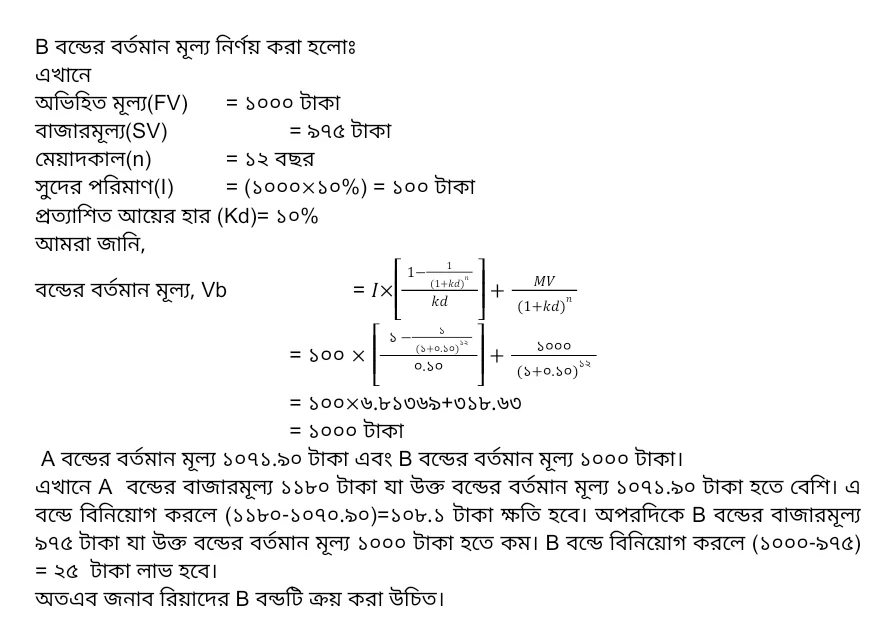 B বন্ডের বর্তমান মূল্য নির্ণয় করা হলোঃ
এখানে
অভিহিত মূল্য(FV) = ১০০০ টাকা
বাজারমূল্য(SV) = ৯৭৫ টাকা
মেয়াদকাল(n) = ১২ বছর
সুদের পরিমাণ(I) = (১০০০×১০%) = ১০০ টাকা
প্রত্যাশিত আয়ের হার (Kd)= ১০%
আমরা জানি,
বন্ডের বর্তমান মূল্য, Vb = I×[(1−1/(1+kd)^n)/kd] + MV/(1+kd)^n
= ১০০ × [(১−১/(১+০.১০)^১২)/০.১০] + ১০০০/(১+০.১০)^১২
= ১০০×৬.৮১৩৬৯+৩১৮.৬৩
= ১০০০ টাকা
A বন্ডের বর্তমান মূল্য ১০৭১.৯০ টাকা এবং B বন্ডের বর্তমান মূল্য ১০০০ টাকা।
এখানে A বন্ডের বাজারমূল্য ১১৮০ টাকা যা উক্ত বন্ডের বর্তমান মূল্য ১০৭১.৯০ টাকা হতে বেশি। এ
বন্ডে বিনিয়োগ করলে (১১৮০-১০৭০.৯০)=১০৮.১ টাকা ক্ষতি হবে। অপরদিকে B বন্ডের বাজারমূল্য
৯৭৫ টাকা যা উক্ত বন্ডের বর্তমান মূল্য ১০০০ টাকা হতে কম। B বন্ডে বিনিয়োগ করলে (১০০০-৯৭৫)
= ২৫ টাকা লাভ হবে।
অতএব জনাব রিয়াদের B বন্ডটি ক্রয় করা উচিত।